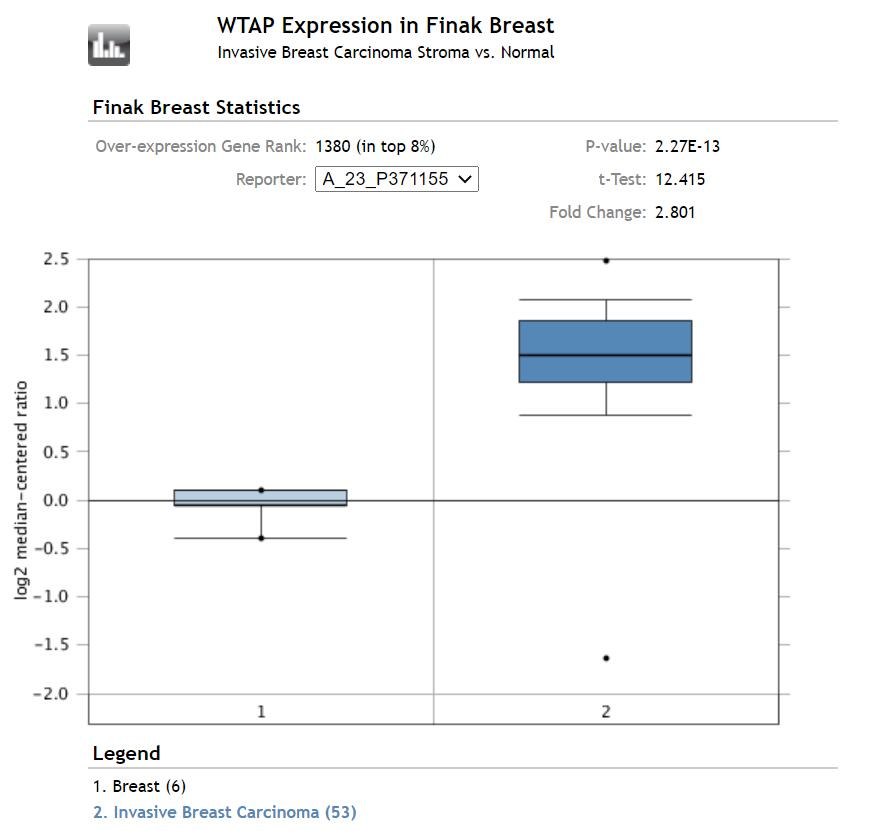 WTAP Expression in Finak Breast
Invasive Breast Carcinoma Stroma vs. Normal
Finak Breast Statistics
Over-expression Gene Rank: 1380 (in top 8%) P-value: 2.27E-13
Reporter: A_23_P371155 t-Test: 12.415
Fold Change: 2.801
log2 median-centered ratio
2.5
2.0
1.5
1.0
0.5
0.0
−0.5
−1.0
−1.5
−2.0
1 2
Legend
1. Breast (6)
2. Invasive Breast Carcinoma (53)